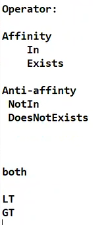 Operator:
Affinity
In
Exists
Anti-affinty
NotIn
DoesNotExists
both
LT
GT